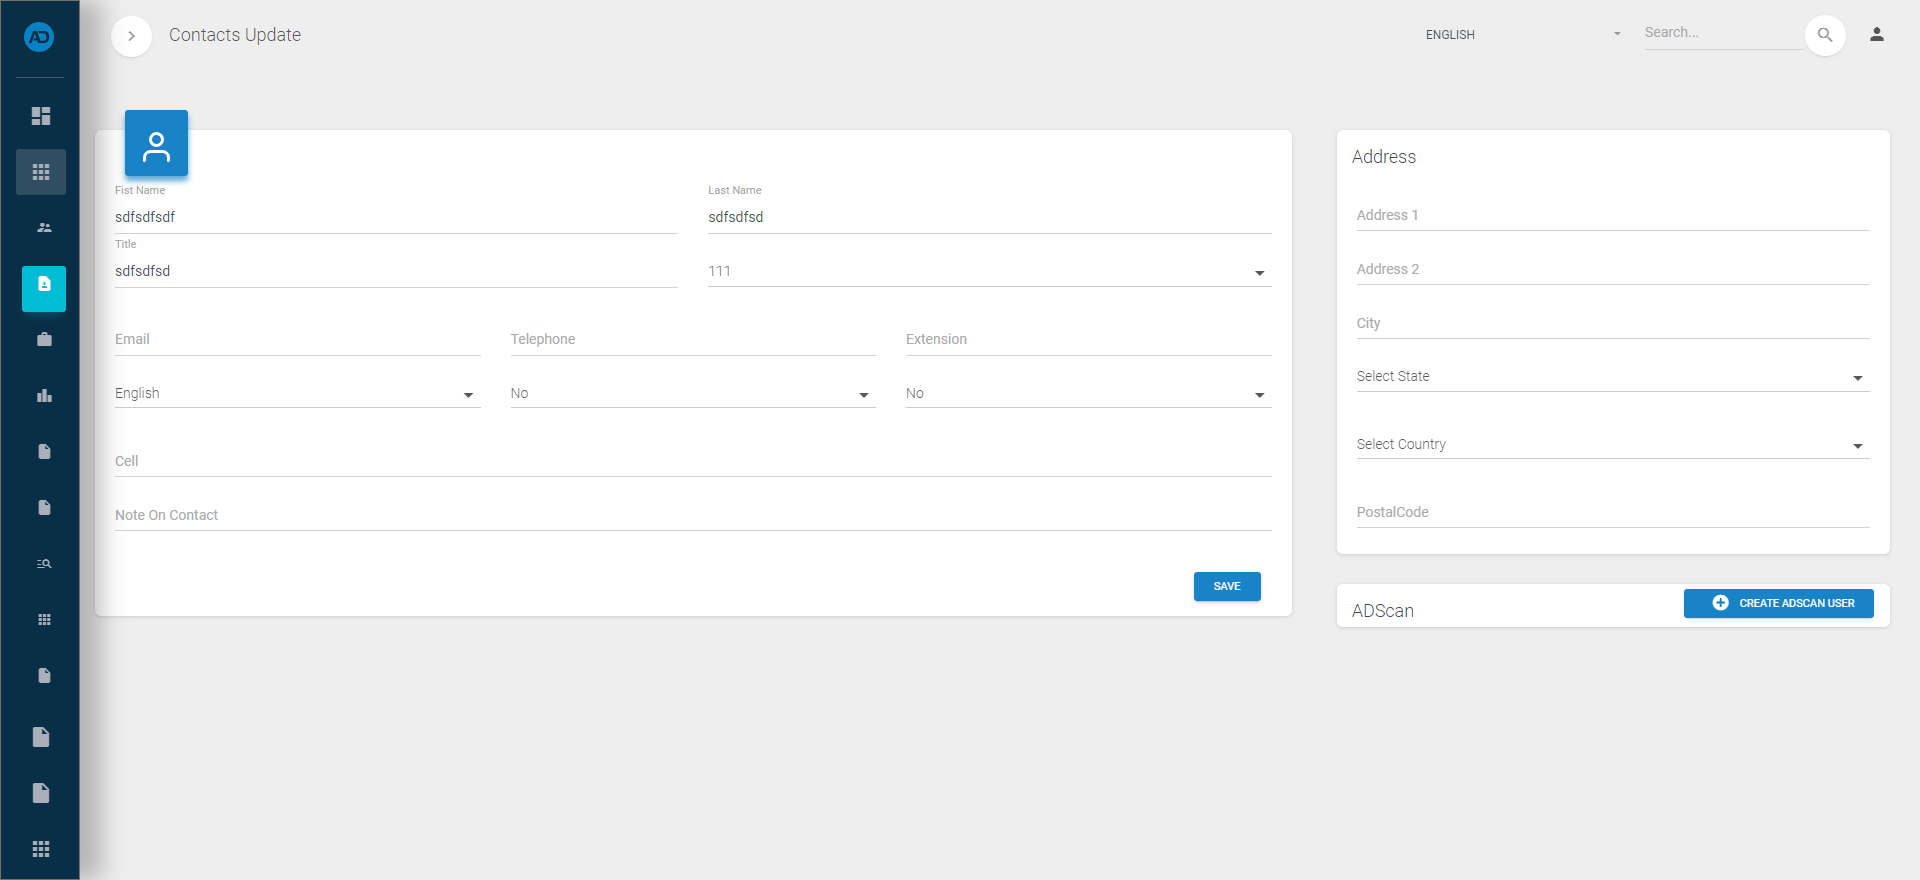 AD
Contacts Update
ENGLISH
Search...
Fist Name
Last Name
sdfsdfsdf
sdfsdfsd
Title
sdfsdfsd
111
Email
Telephone
Extension
English
No
No
Cell
Note On Contact
SAVE
Address
Address 1
Address 2
City
Select State
Select Country
PostalCode
ADScan
CREATE ADSCAN USER